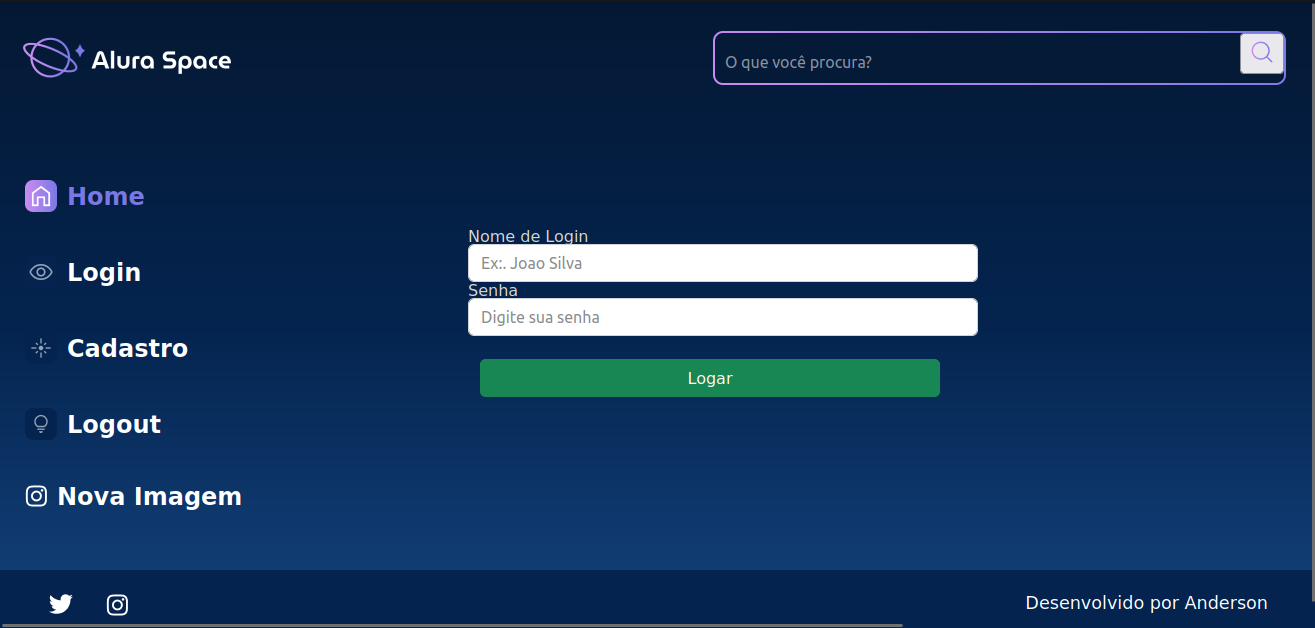 Alura Space
O que você procura?
Home
Login
Cadastro
Logout
Nova Imagem
Nome de Login
Ex:. Joao Silva
Senha
Digite sua senha
Logar
Desenvolvido por Anderson